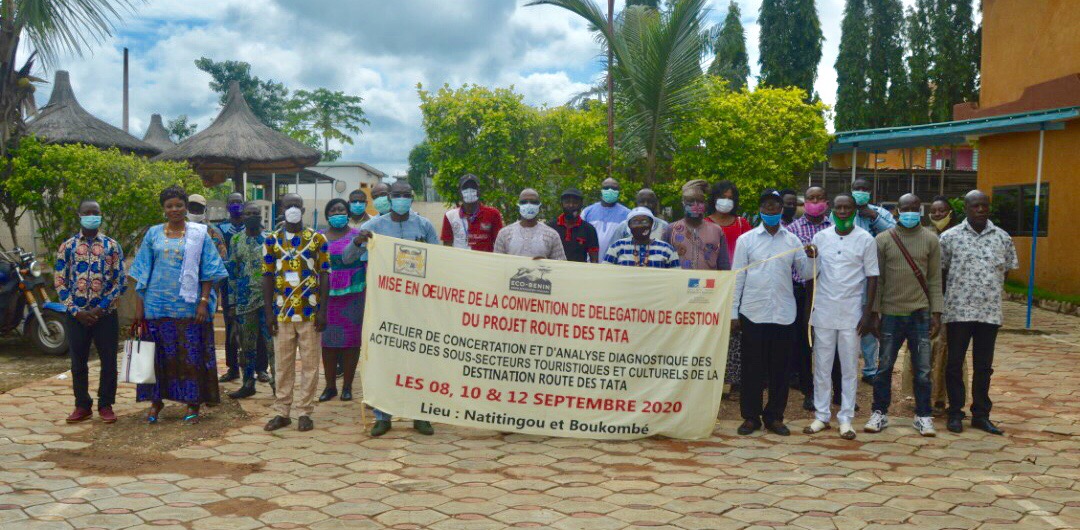 ECO-BENIN
MISE EN OEUVRE DE LA CONVENTION DE DELEGATION DE GESTION
DU PROJET ROUTE DES TATA
ATELIER DE CONCERTATION ET D'ANALYSE DIAGNOSTIQUE DES
ACTEURS DES SOUS-SECTEURS TOURISTIQUES ET CULTURELS DE LA
DESTINATION ROUTE DES TATA
LES 08, 10 & 12 SEPTEMBRE 2020
Lieu : Natitingou et Boukombé